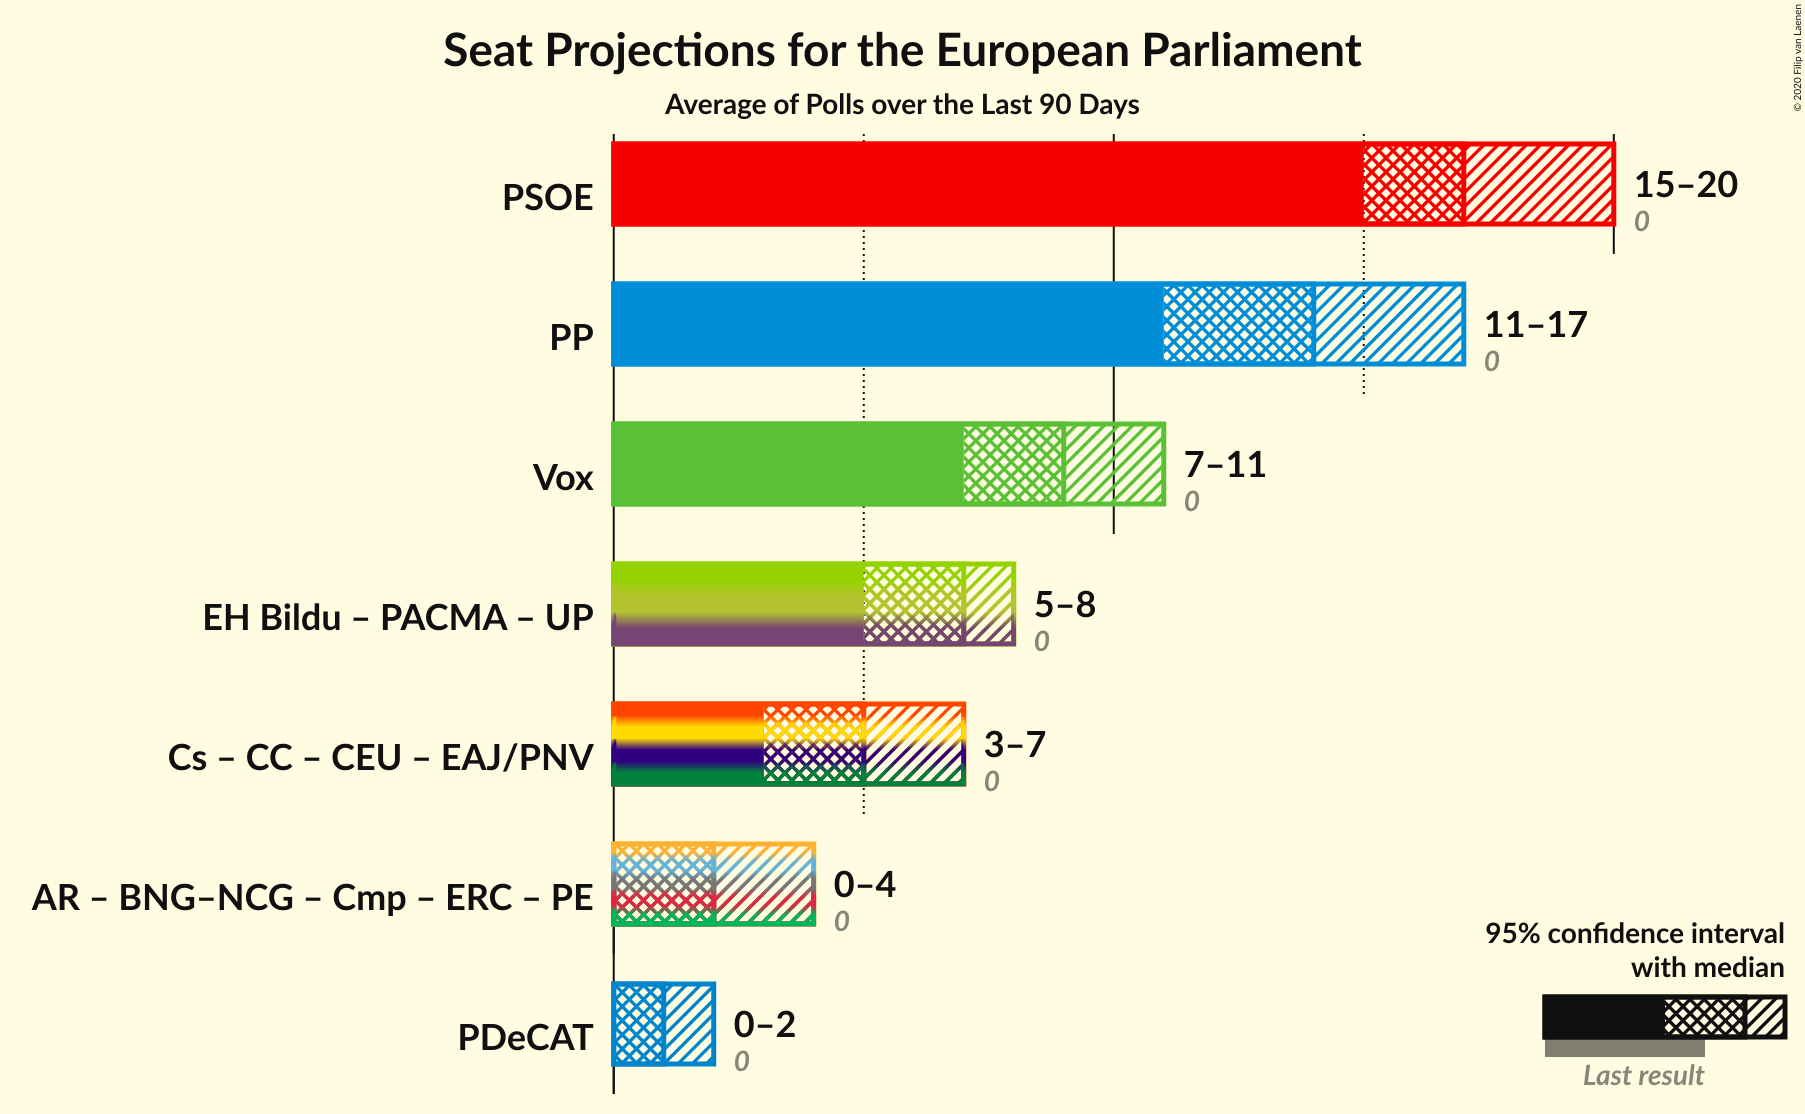 Seat Projections for the European Parliament
Average of Polls over the Last 90 Days
© 2020 Filip van Laenen
PSOE
15–20
0
PP
11–17
0
Vox
7–11
0
EH Bildu – PACMA – UP
5–8
0
Cs – CC – CEU – EAJ/PNV
3–7
0
AR – BNG–NCG – Cmp – ERC – PE
0–4
0
PDeCAT
0–2
0
95% confidence interval
with median
Last result